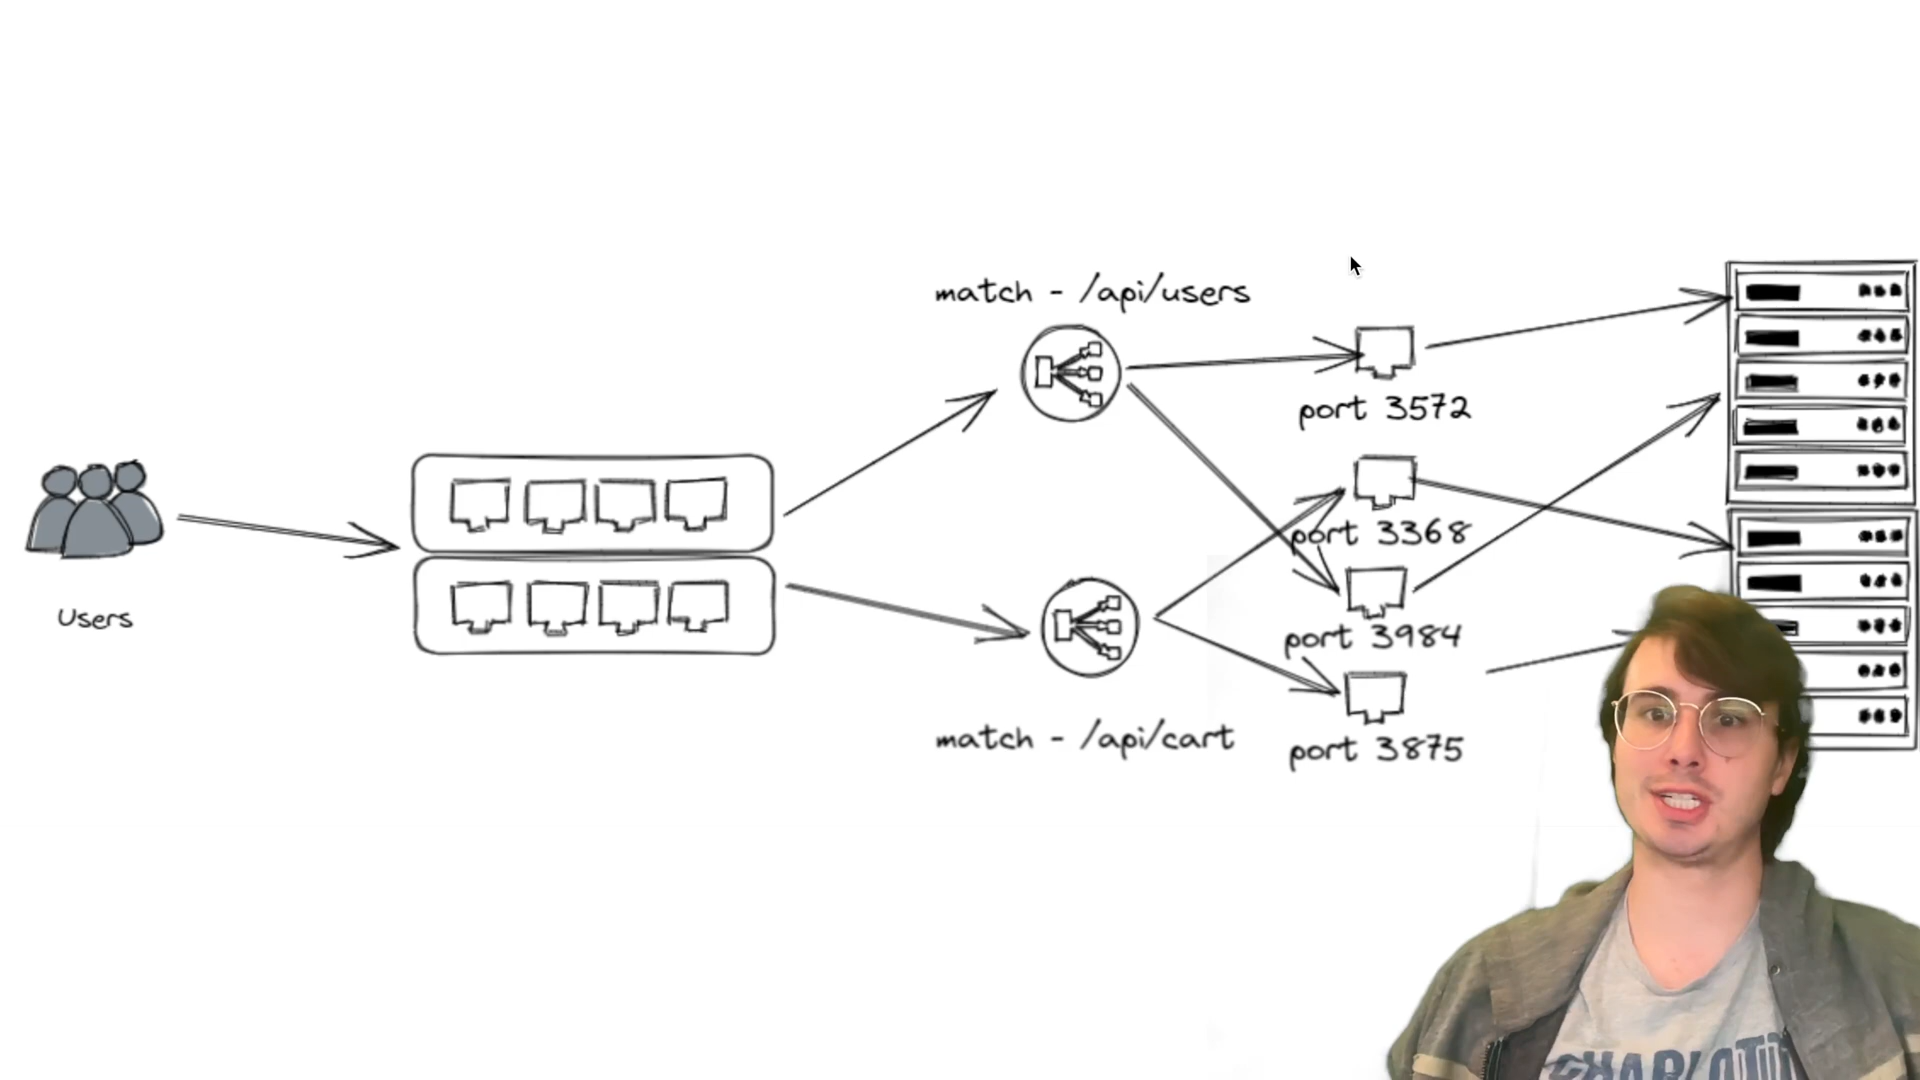 match - /api/users
port 3572
port 3368
Users
port 3984
match - /api/cart
port 3875